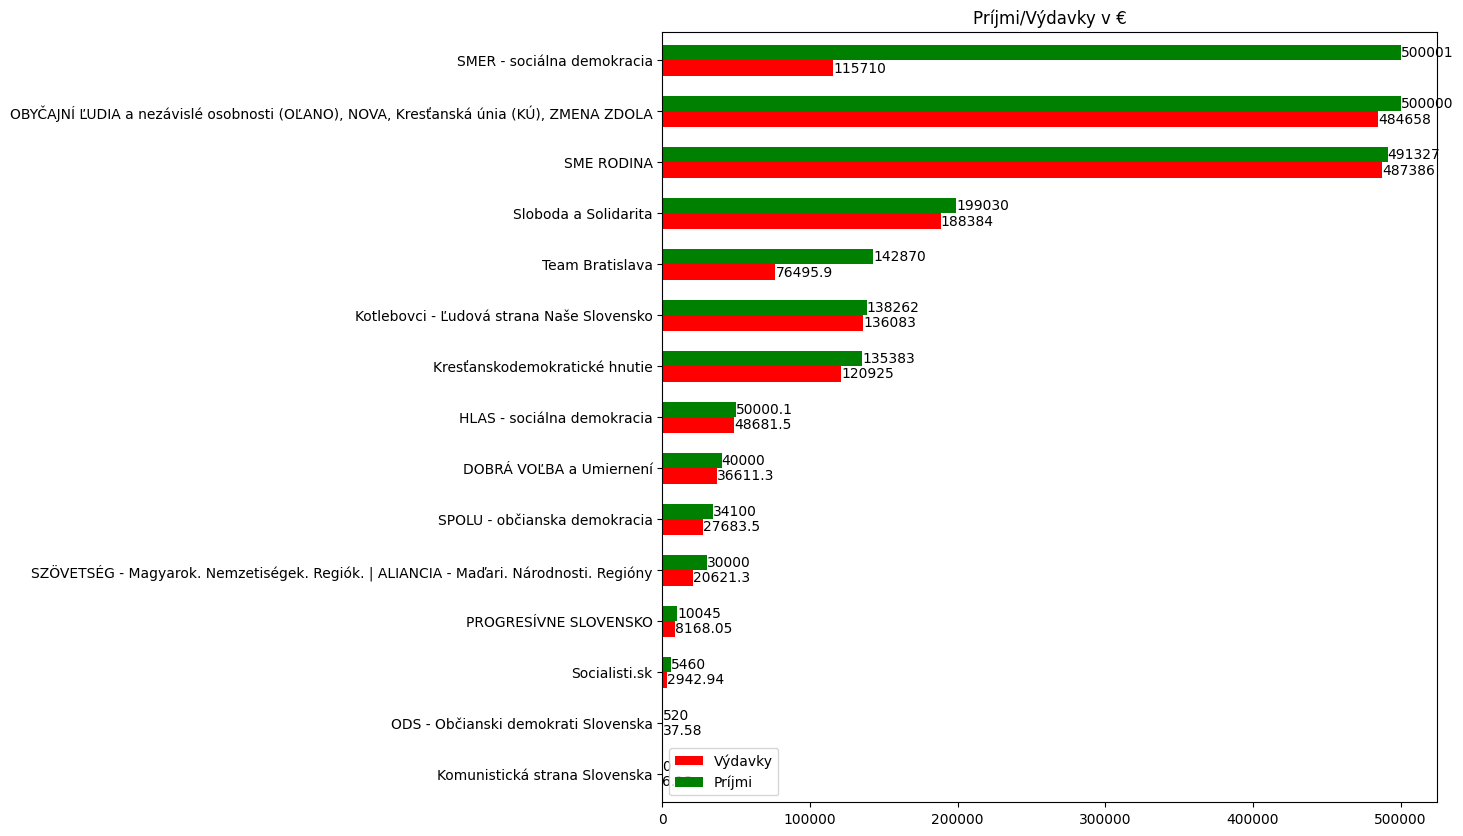 Príjmi/Výdavky v €
SMER - sociálna demokracia
500001
115710
OBYČAJNÍ ĽUDIA a nezávislé osobnosti (OĽANO), NOVA, Kresťanská únia (KÚ), ZMENA ZDOLA
500000
484658
SME RODINA
491327
487386
Sloboda a Solidarita
199030
188384
Team Bratislava
142870
76495.9
Kotlebovci - Ľudová strana Naše Slovensko
138262
136083
Kresťanskodemokratické hnutie
135383
120925
HLAS - sociálna demokracia
50000.1
48681.5
DOBRÁ VOĽBA a Umiernení
40000
36611.3
SPOLU - občianska demokracia
34100
27683.5
SZÖVETSÉG - Magyarok. Nemzetiségek. Regiók. | ALIANCIA - Maďari. Národnosti. Regióny
30000
20621.3
PROGRESÍVNE SLOVENSKO
10045
8168.05
Socialisti.sk
5460
2942.94
ODS - Občianski demokrati Slovenska
520
37.58
Komunistická strana Slovenska
0
Výdavky
Príjmi
0 100000 200000 300000 400000 500000